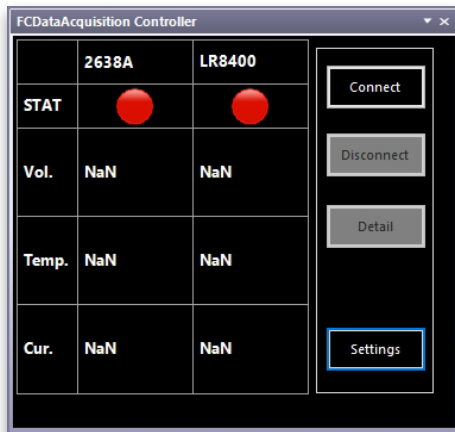 FCDataAcquisition Controller
2638A LR8400
STAT
Vol. NaN NaN
Temp. NaN NaN
Cur. NaN NaN
Connect
Disconnect
Detail
Settings